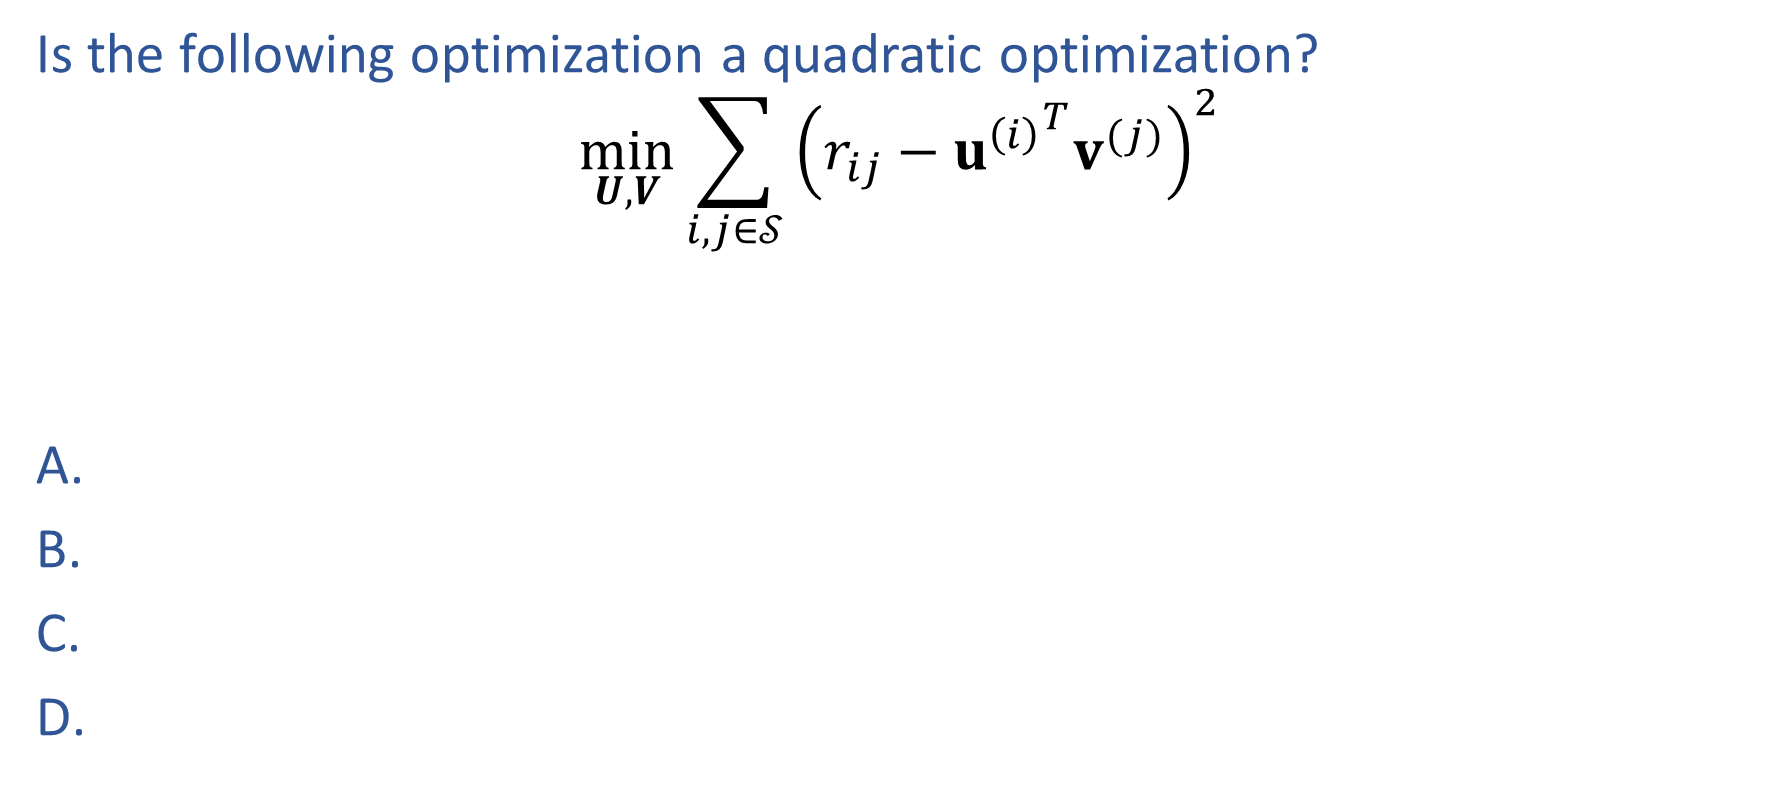 Is the following optimization a quadratic optimization?
min_{U,V} ∑_{i,j∈𝒮} (r_{ij} − u^{(i)^T} v^{(j)})^2
A.
B.
C.
D.